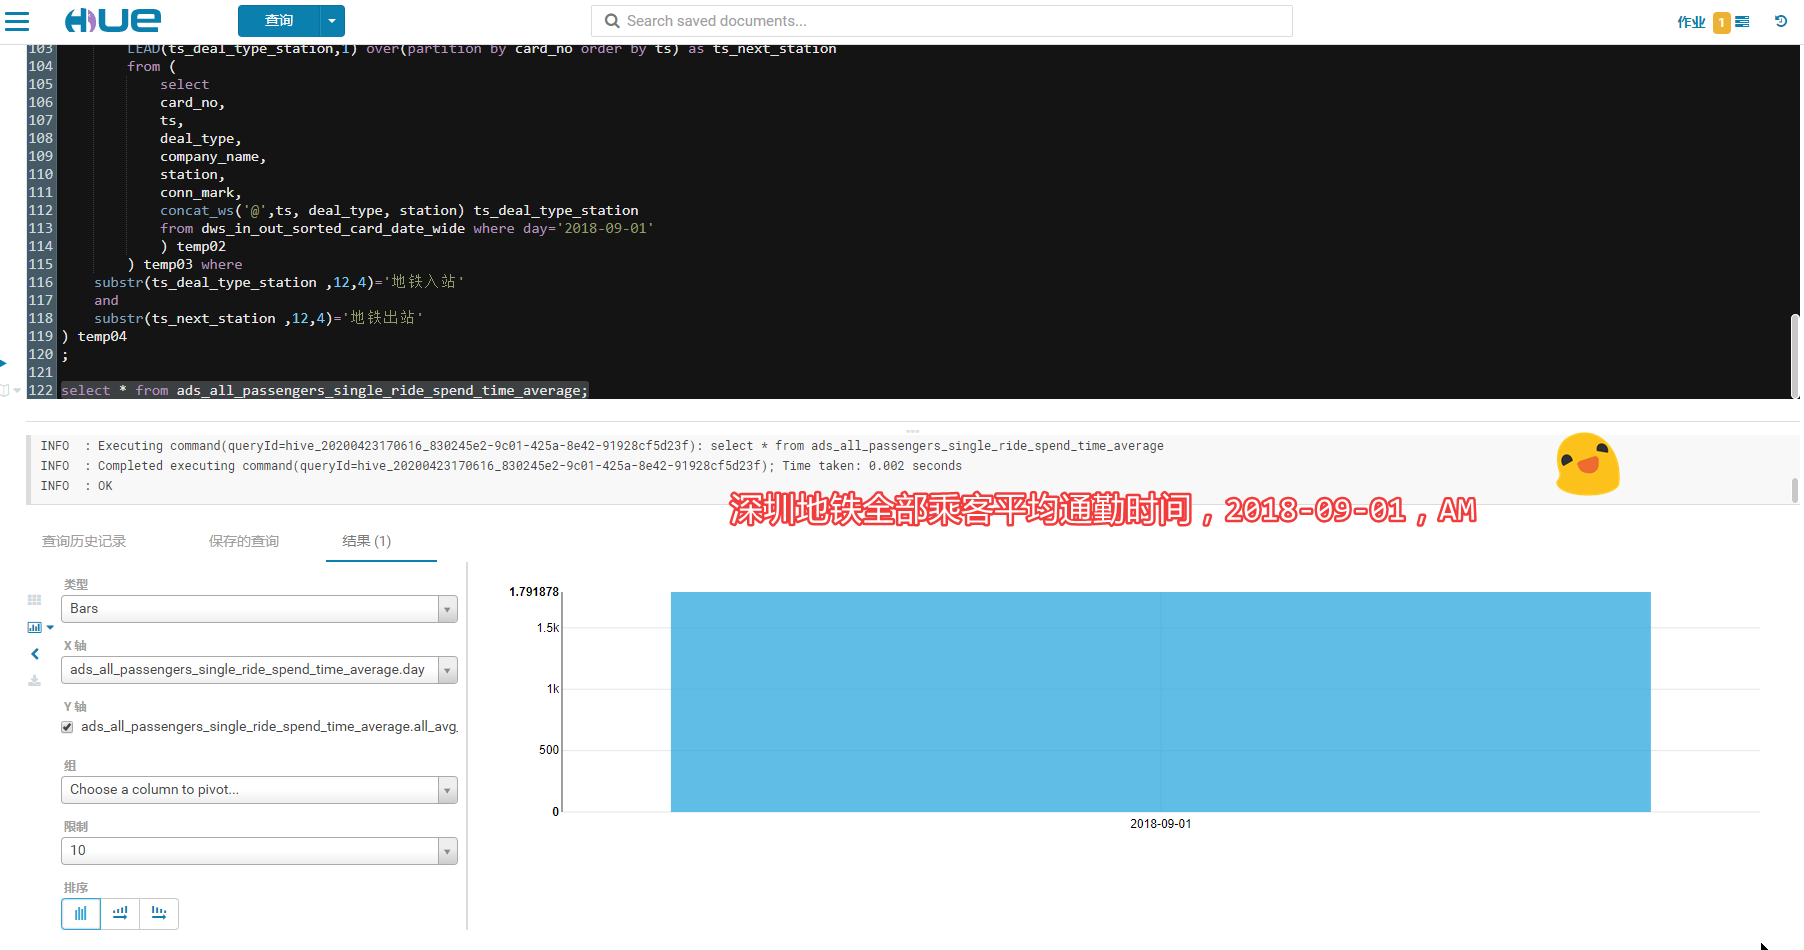 HUE
查询
Search saved documents...
作业 1
103 LEAD(ts_deal_type_station,1) over(partition by card_no order by ts) as ts_next_station
104 from (
105 select
106 card_no,
107 ts,
108 deal_type,
109 company_name,
110 station,
111 conn_mark,
112 concat_ws('@',ts, deal_type, station) ts_deal_type_station
113 from dws_in_out_sorted_card_date_wide where day='2018-09-01'
114 ) temp02
115 ) temp03 where
116 substr(ts_deal_type_station ,12,4)='地铁入站'
117 and
118 substr(ts_next_station ,12,4)='地铁出站'
119 ) temp04
120 ;
121
122 select * from ads_all_passengers_single_ride_spend_time_average;
INFO : Executing command(queryId=hive_20200423170616_830245e2-9c01-425a-8e42-91928cf5d23f): select * from ads_all_passengers_single_ride_spend_time_average
INFO : Completed executing command(queryId=hive_20200423170616_830245e2-9c01-425a-8e42-91928cf5d23f); Time taken: 0.002 seconds
INFO : OK
深圳地铁全部乘客平均通勤时间，2018-09-01，AM
查询历史记录 保存的查询 结果 (1)
类型
Bars
X 轴
ads_all_passengers_single_ride_spend_time_average.day
Y 轴
ads_all_passengers_single_ride_spend_time_average.all_avg_
组
Choose a column to pivot...
限制
10
排序
1.791878
1.5k
1k
500
0
2018-09-01